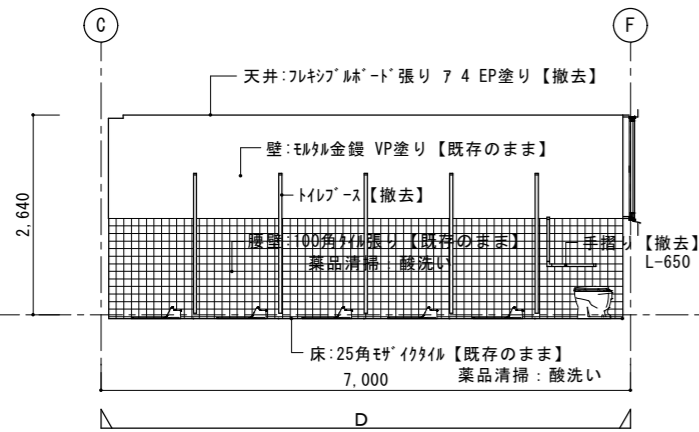 C
F
天井:フレキシブルボード張り ア 4 EP塗り【撤去】
壁:モルタル金鏝 VP塗り【既存のまま】
トイレブース【撤去】
2,640
腰壁:100角タイル張り【既存のまま】
薬品清掃:酸洗い
手摺り【撤去】
L-650
床:25角モザイクタイル【既存のまま】
薬品清掃:酸洗い
7,000
D